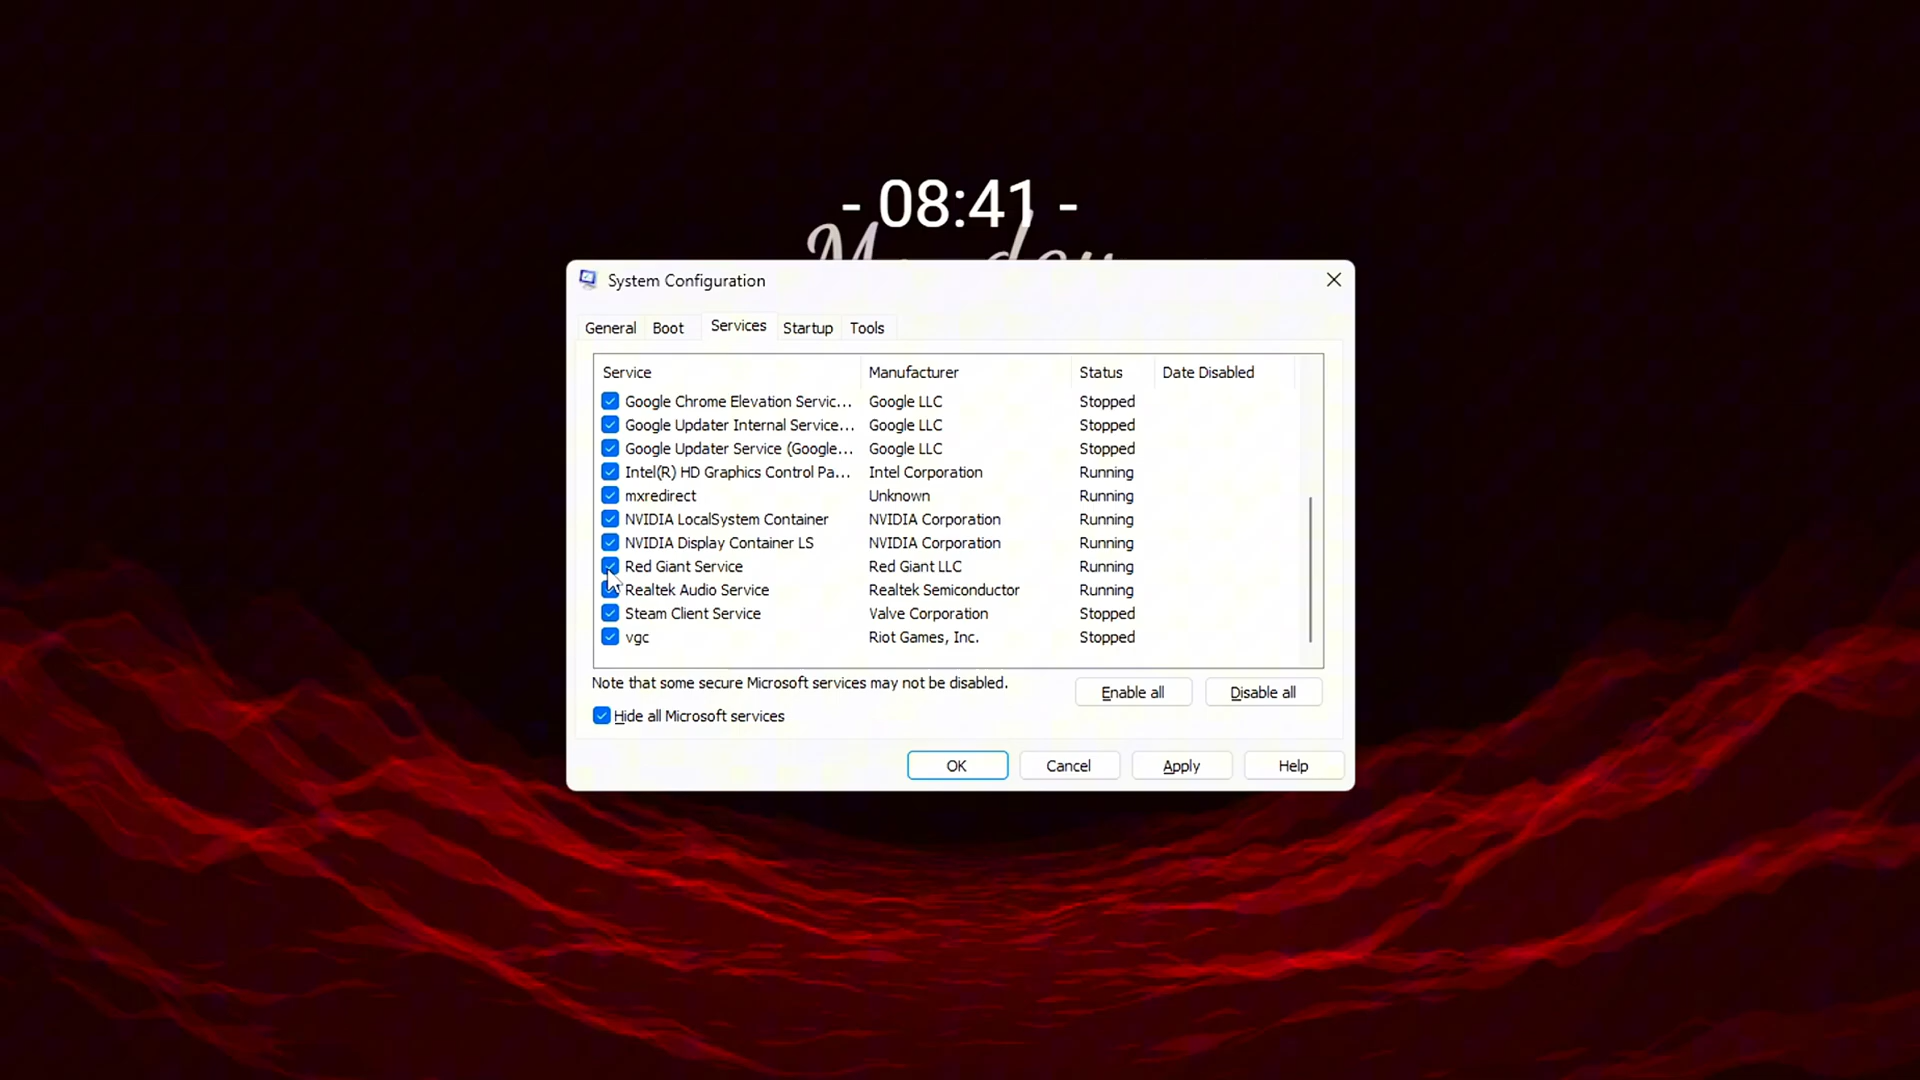 - 08:41 -
System Configuration
General Boot Services Startup Tools
Service Manufacturer Status Date Disabled
Google Chrome Elevation Servic... Google LLC Stopped
Google Updater Internal Service... Google LLC Stopped
Google Updater Service (Google... Google LLC Stopped
Intel(R) HD Graphics Control Pa... Intel Corporation Running
mxredirect Unknown Running
NVIDIA LocalSystem Container NVIDIA Corporation Running
NVIDIA Display Container LS NVIDIA Corporation Running
Red Giant Service Red Giant LLC Running
Realtek Audio Service Realtek Semiconductor Running
Steam Client Service Valve Corporation Stopped
vgc Riot Games, Inc. Stopped
Note that some secure Microsoft services may not be disabled.
Enable all Disable all
Hide all Microsoft services
OK Cancel Apply Help